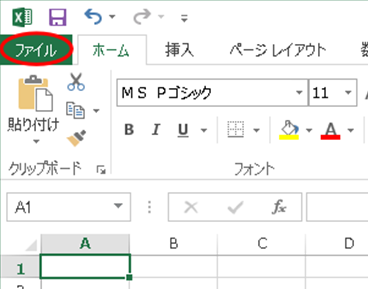 ファイル ホーム 挿入 ページ レイアウト
ＭＳ Ｐゴシック 11
貼り付け B I U A
クリップボード フォント
A1 fx
A B C D
1